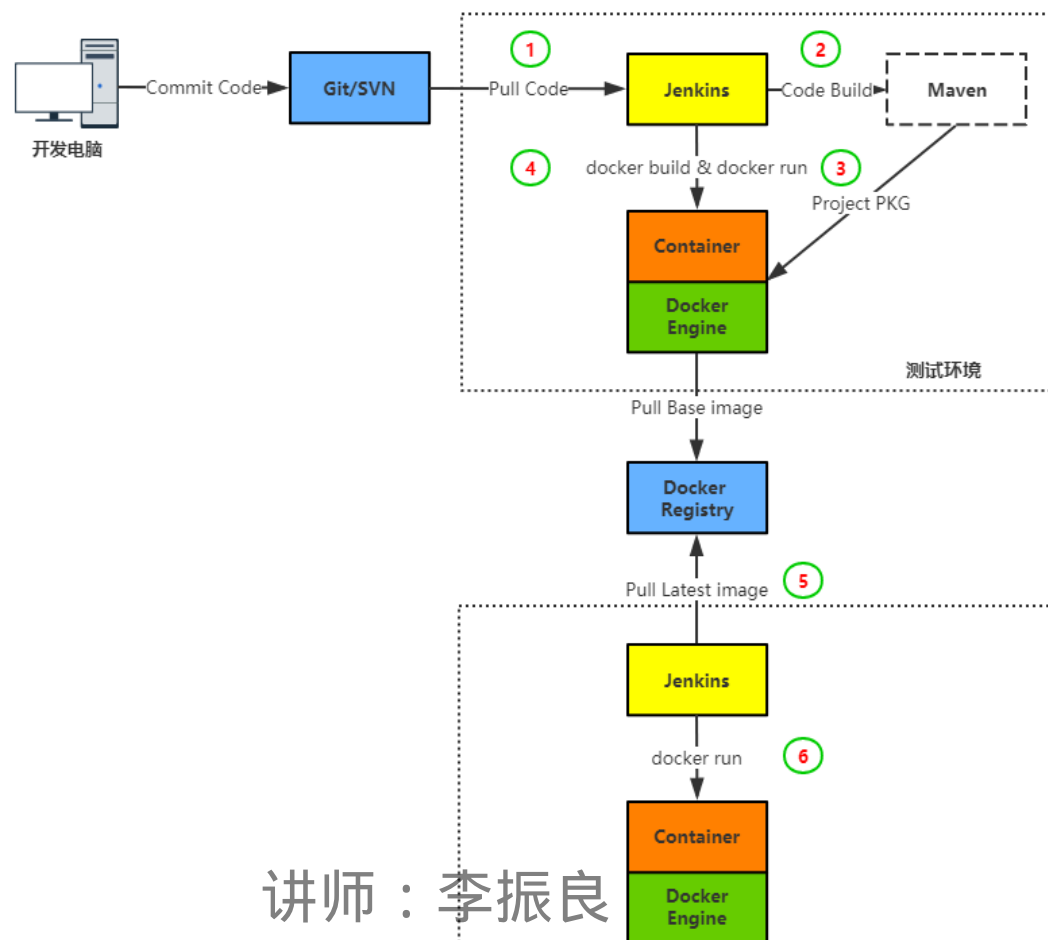 1
2
Commit Code
Git/SVN
Pull Code
Jenkins
Code Build
Maven
开发电脑
4
docker build & docker run
3
Project PKG
Container
Docker
Engine
测试环境
Pull Base image
Docker
Registry
Pull Latest image
5
Jenkins
docker run
6
Container
讲师：李振良
Docker
Engine